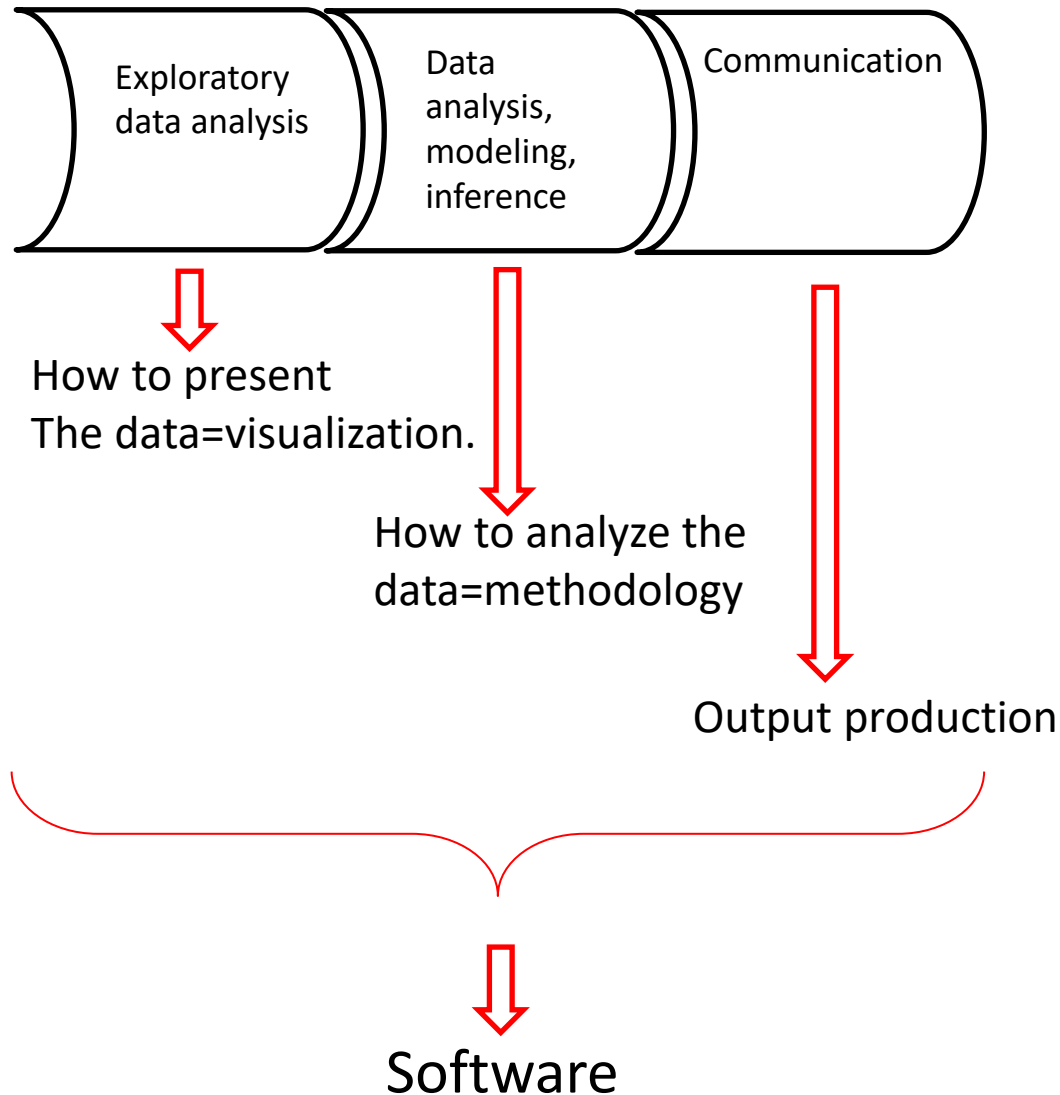 Exploratory
data analysis
Data
analysis,
modeling,
inference
Communication
How to present
The data=visualization.
How to analyze the
data=methodology
Output production
Software